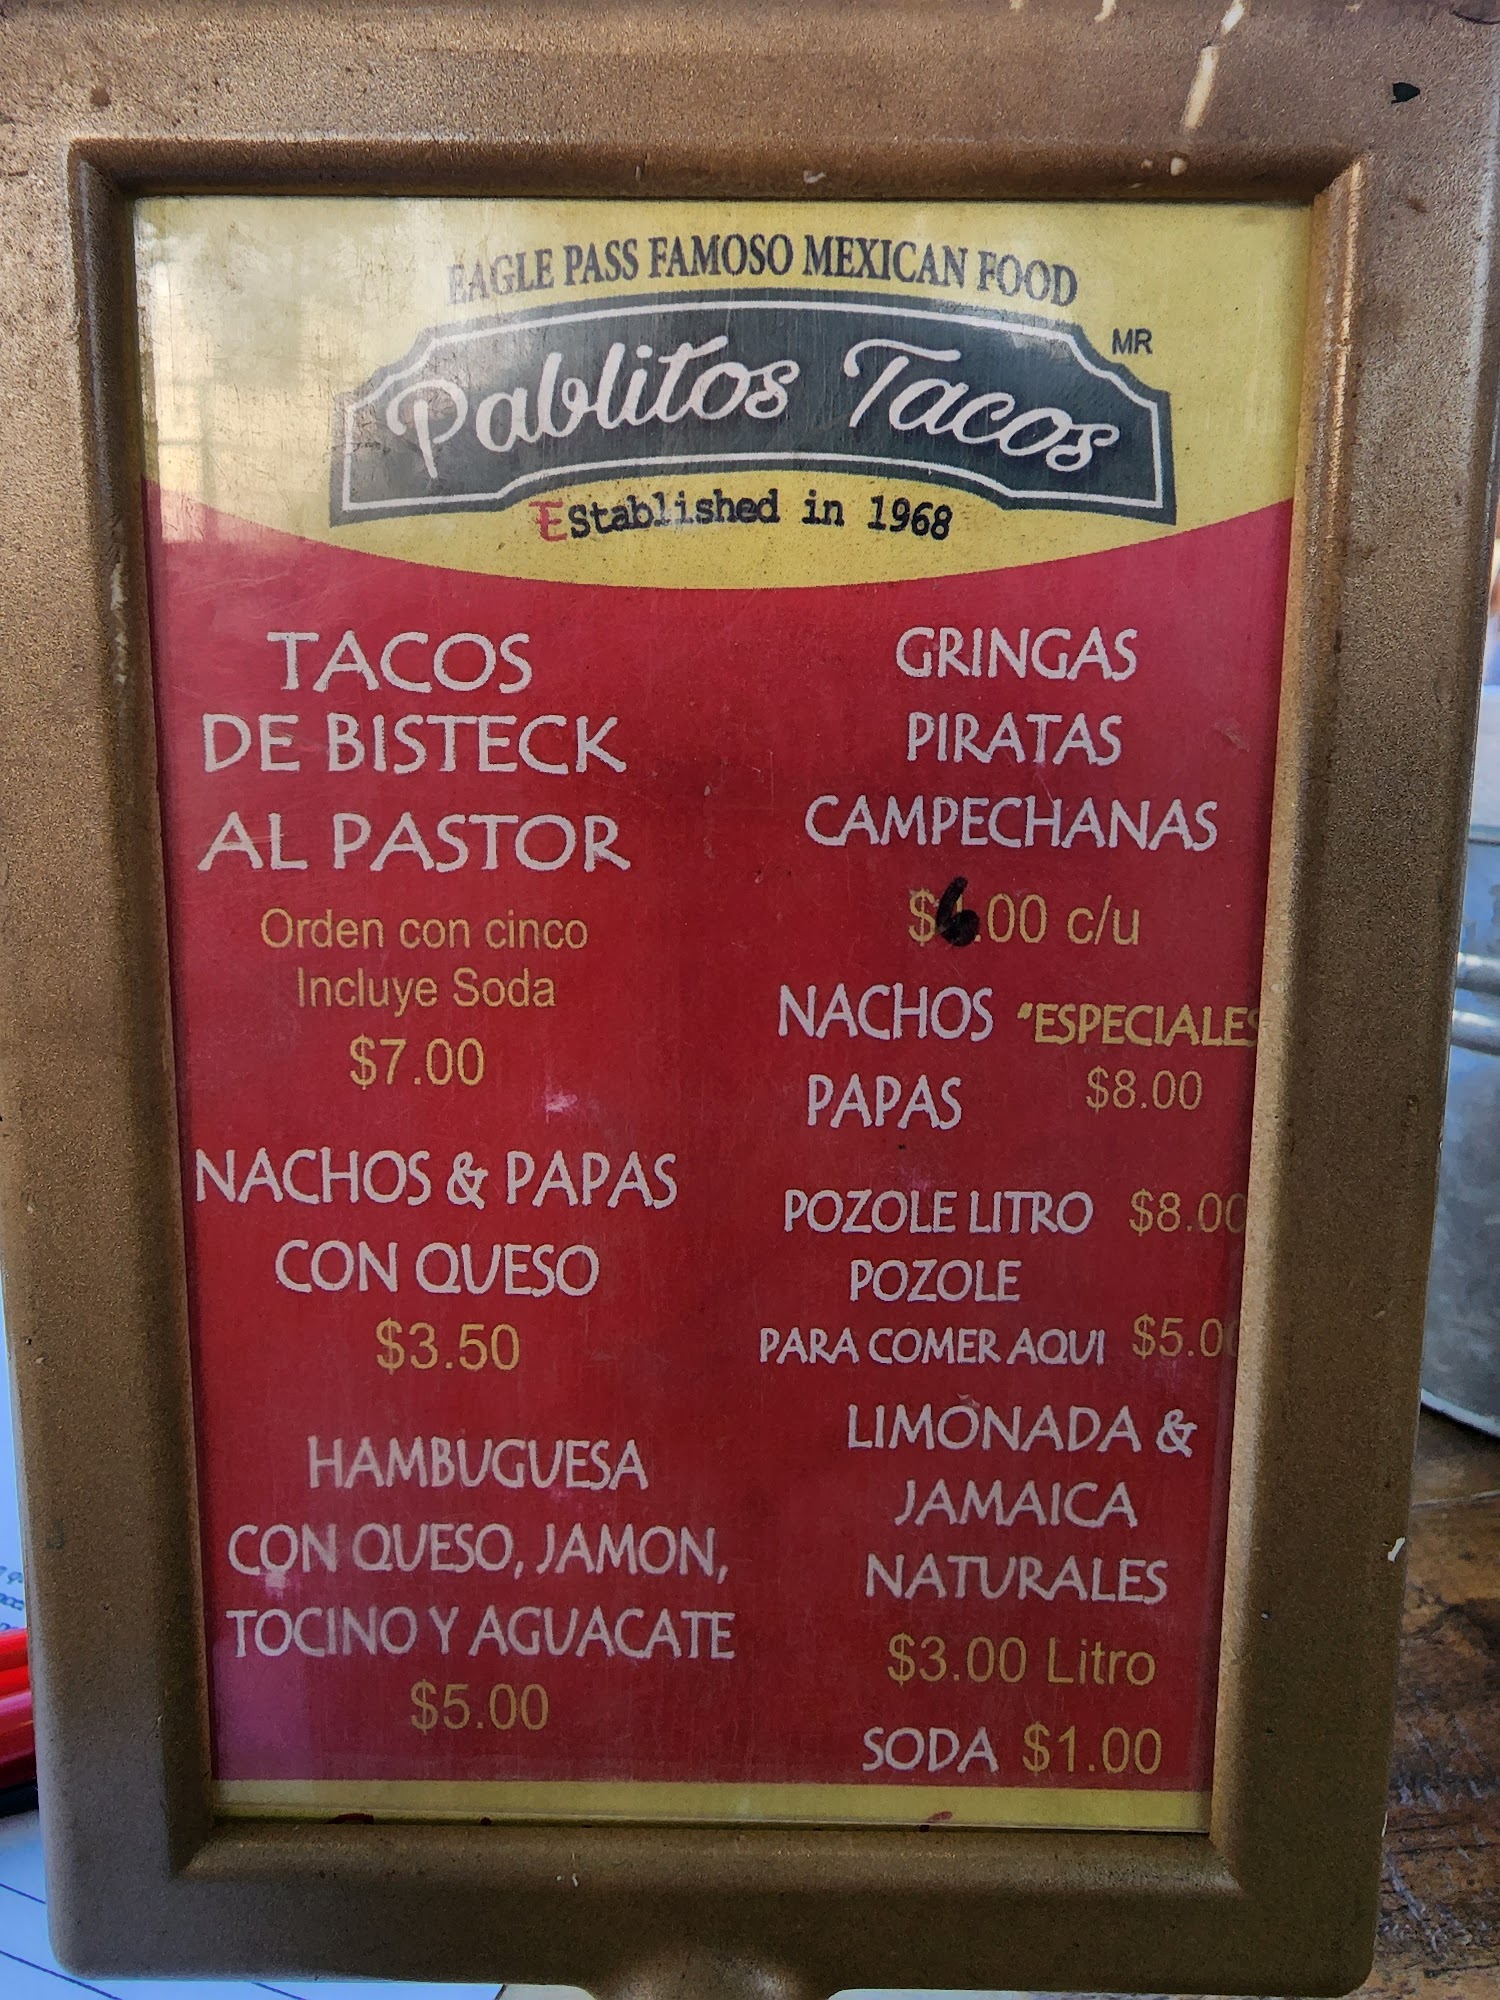 EAGLE PASS FAMOSO MEXICAN FOOD
Pablitos Tacos MR
Established in 1968
TACOS
DE BISTECK
AL PASTOR
Orden con cinco
Incluye Soda
$7.00
NACHOS & PAPAS
CON QUESO
$3.50
HAMBUGUESA
CON QUESO, JAMON,
TOCINO Y AGUACATE
$5.00
GRINGAS
PIRATAS
CAMPECHANAS
$6.00 c/u
NACHOS "ESPECIALES
PAPAS $8.00
POZOLE LITRO $8.00
POZOLE
PARA COMER AQUI $5.00
LIMONADA &
JAMAICA
NATURALES
$3.00 Litro
SODA $1.00